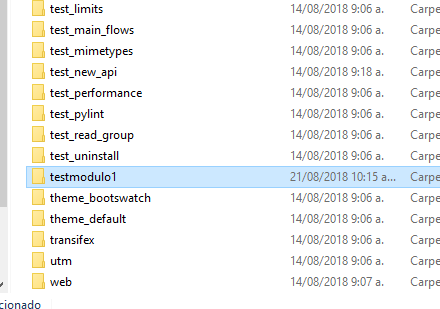 test_limits 14/08/2018 9:06 a. Carpe
test_main_flows 14/08/2018 9:06 a. Carpe
test_mimetypes 14/08/2018 9:06 a. Carpe
test_new_api 14/08/2018 9:18 a. Carpe
test_performance 14/08/2018 9:06 a. Carpe
test_pylint 14/08/2018 9:06 a. Carpe
test_read_group 14/08/2018 9:06 a. Carpe
test_uninstall 14/08/2018 9:06 a. Carpe
testmodulo1 21/08/2018 10:15 a... Carpe
theme_bootswatch 14/08/2018 9:06 a. Carpe
theme_default 14/08/2018 9:06 a. Carpe
transifex 14/08/2018 9:06 a. Carpe
utm 14/08/2018 9:06 a. Carpe
web 14/08/2018 9:07 a. Carpe
cionado